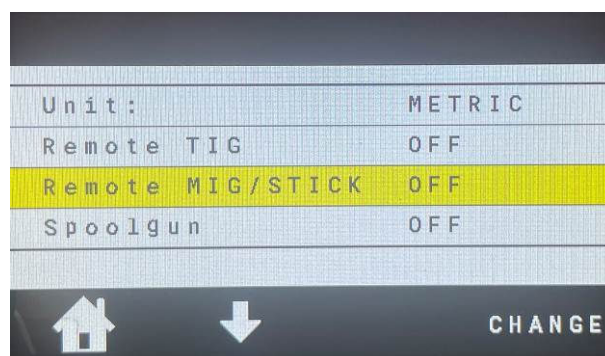 Unit: METRIC
Remote TIG OFF
Remote MIG/STICK OFF
Spoolgun OFF
CHANGE